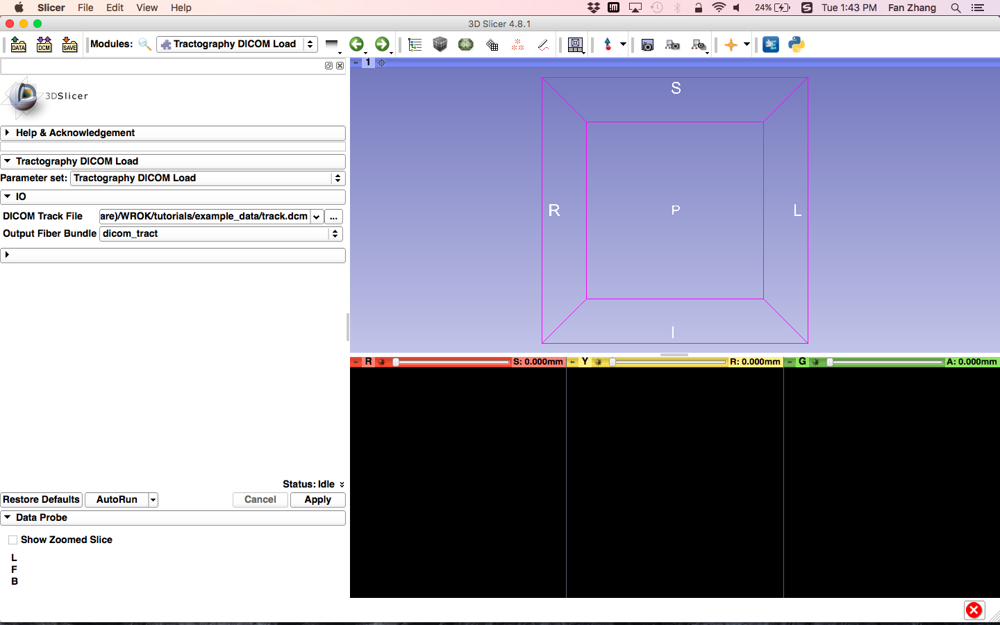 Slicer File Edit View Help 24% Tue 1:43 PM Fan Zhang
3D Slicer 4.8.1
DATA DCM SAVE Modules: Tractography DICOM Load
1
3DSlicer
Help & Acknowledgement
Tractography DICOM Load
Parameter set: Tractography DICOM Load
IO
DICOM Track File are)/WROK/tutorials/example_data/track.dcm ...
Output Fiber Bundle dicom_tract
S
R P L
I
R S: 0.000mm Y R: 0.000mm G A: 0.000mm
Status: Idle
Restore Defaults AutoRun Cancel Apply
Data Probe
Show Zoomed Slice
L
F
B